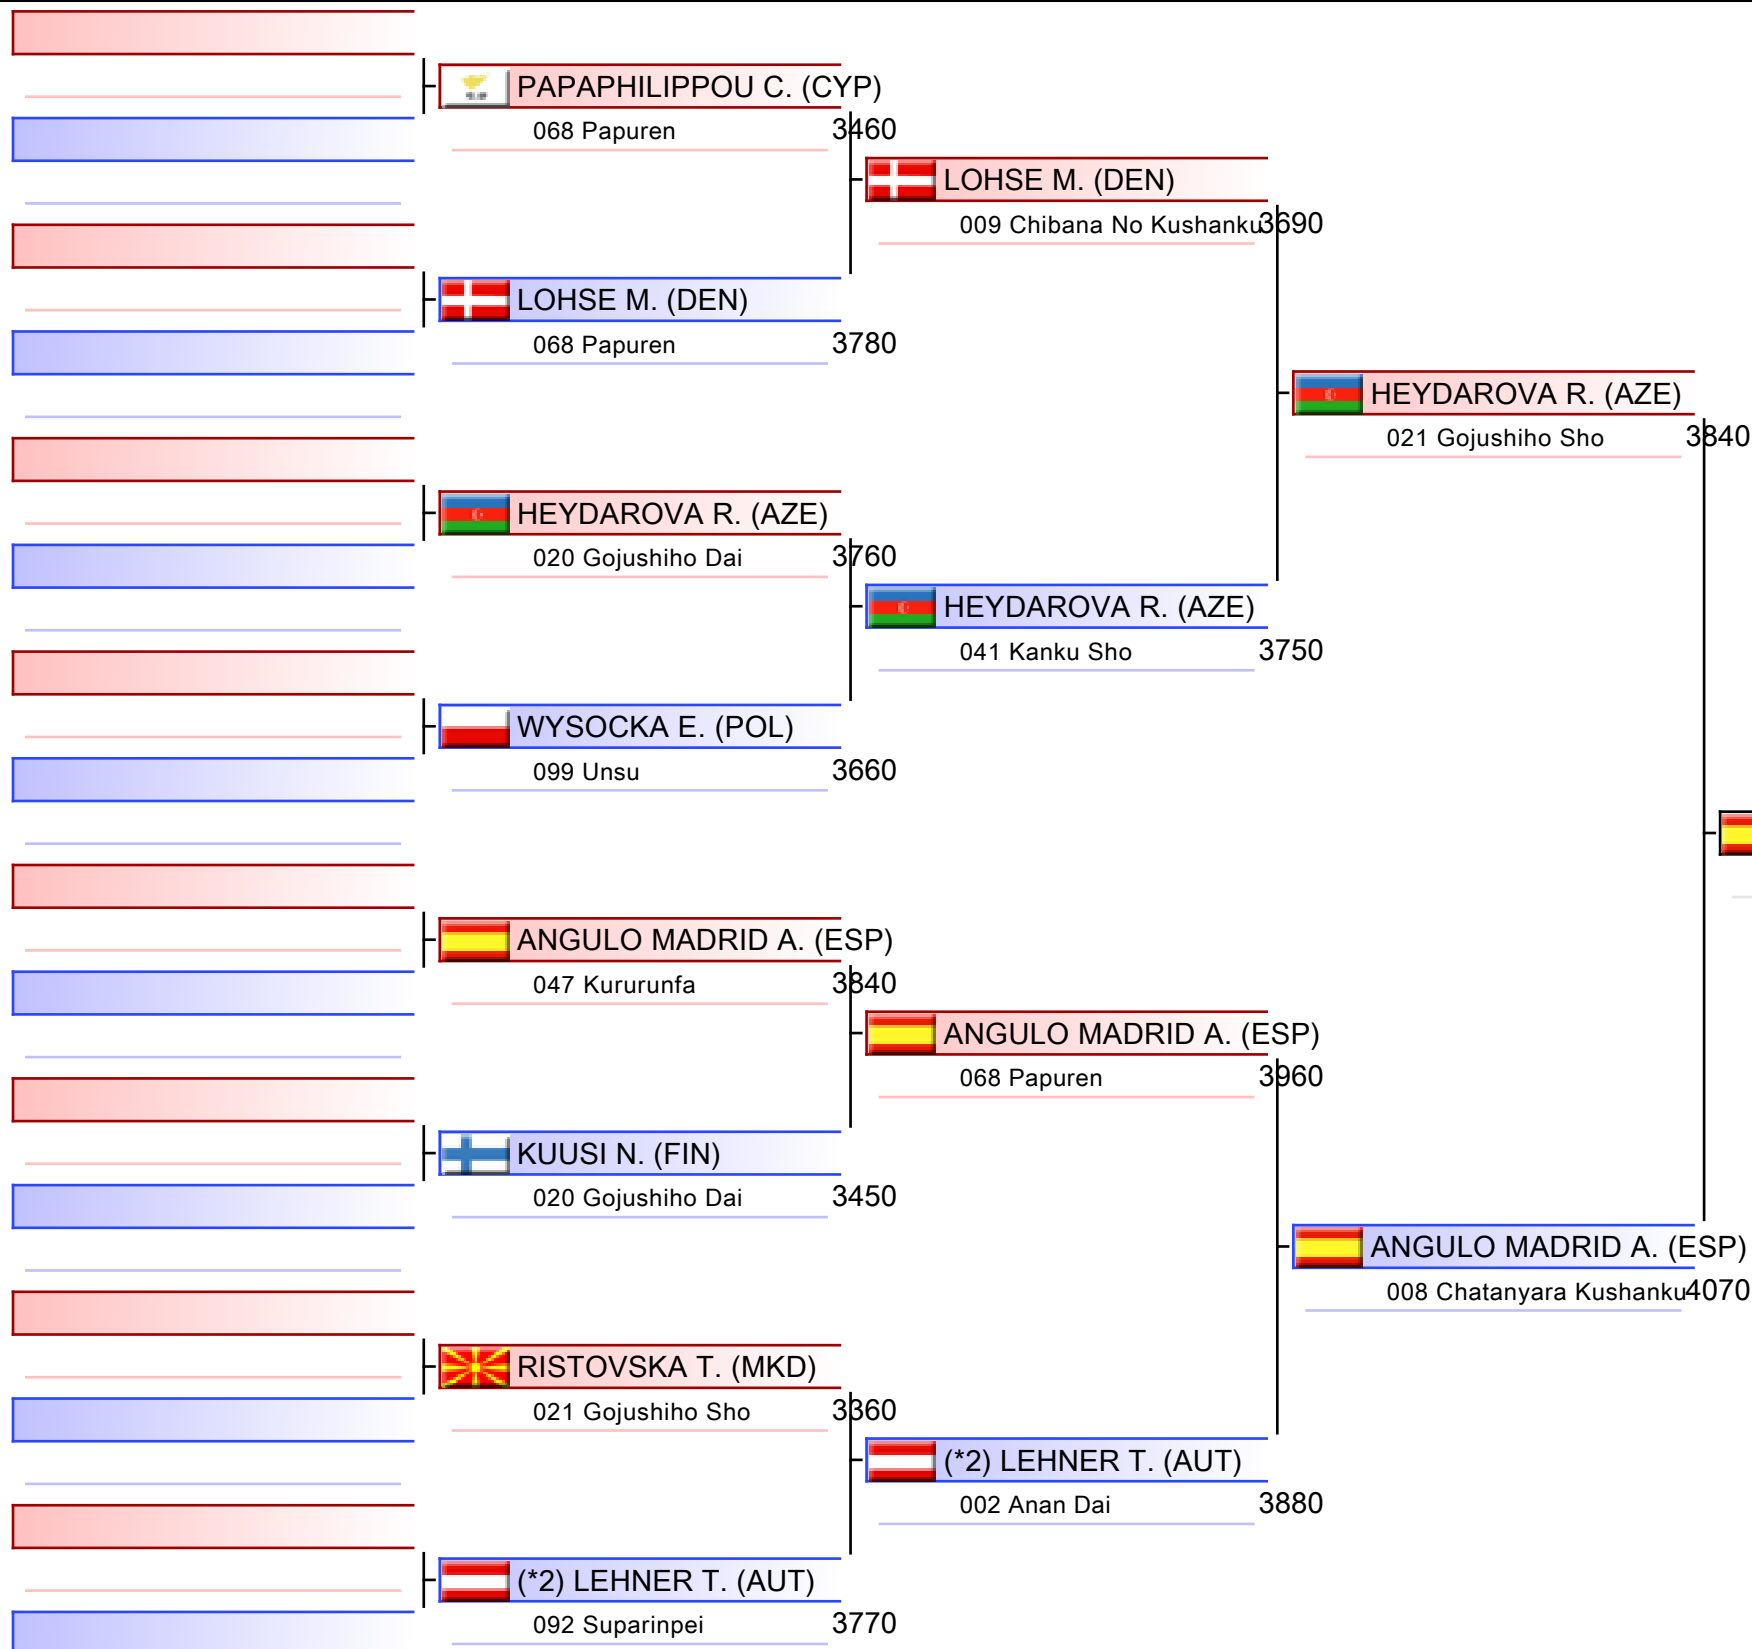 PAPAPHILIPPOU C. (CYP)
068 Papuren 3460
LOHSE M. (DEN)
068 Papuren 3780
HEYDAROVA R. (AZE)
020 Gojushiho Dai 3760
WYSOCKA E. (POL)
099 Unsu 3660
ANGULO MADRID A. (ESP)
047 Kururunfa 3840
KUUSI N. (FIN)
020 Gojushiho Dai 3450
RISTOVSKA T. (MKD)
021 Gojushiho Sho 3360
(*2) LEHNER T. (AUT)
092 Suparinpei 3770
LOHSE M. (DEN)
009 Chibana No Kushanku 3690
HEYDAROVA R. (AZE)
041 Kanku Sho 3750
ANGULO MADRID A. (ESP)
068 Papuren 3960
(*2) LEHNER T. (AUT)
002 Anan Dai 3880
HEYDAROVA R. (AZE)
021 Gojushiho Sho 3840
ANGULO MADRID A. (ESP)
008 Chatanyara Kushanku 4070